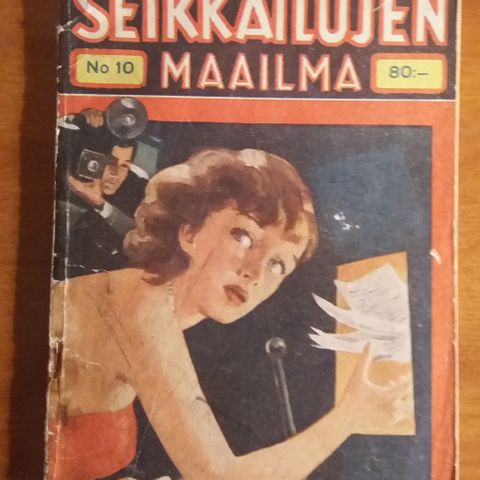 SEIKKAILUJEN
No 10
MAAILMA
80:-